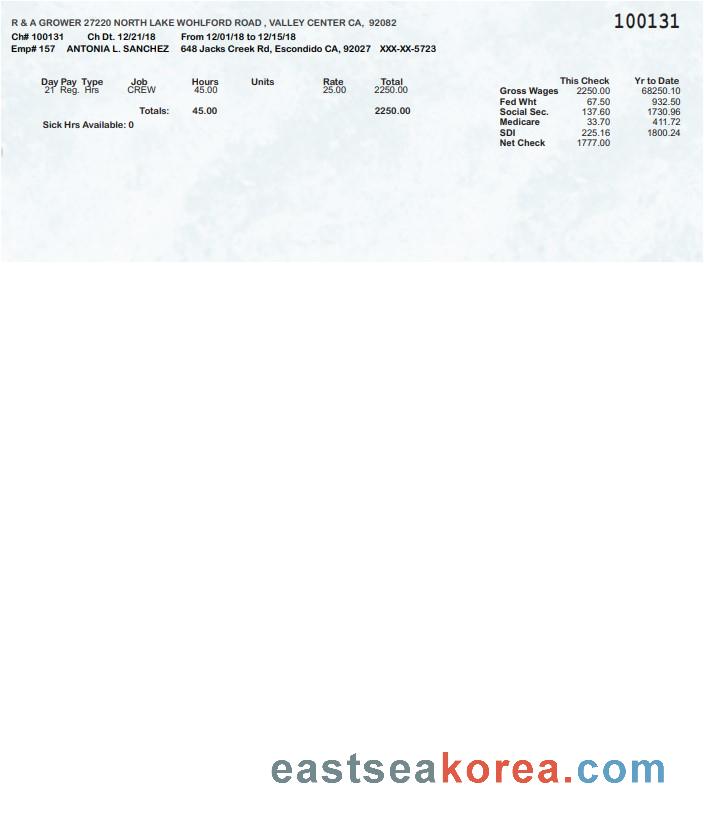 R & A GROWER 27220 NORTH LAKE WOHLFORD ROAD , VALLEY CENTER CA, 92082
100131
Ch# 100131 Ch Dt. 12/21/18 From 12/01/18 to 12/15/18
Emp# 157 ANTONIA L. SANCHEZ 648 Jacks Creek Rd, Escondido CA, 92027 XXX-XX-5723
Day Pay Type Job Hours Units Rate Total
21 Reg. Hrs CREW 45.00 25.00 2250.00
Totals: 45.00 2250.00
Sick Hrs Available: 0
This Check Yr to Date
Gross Wages 2250.00 68250.10
Fed Wht 67.50 932.50
Social Sec. 137.60 1730.96
Medicare 33.70 411.72
SDI 225.16 1800.24
Net Check 1777.00
eastseakorea.com